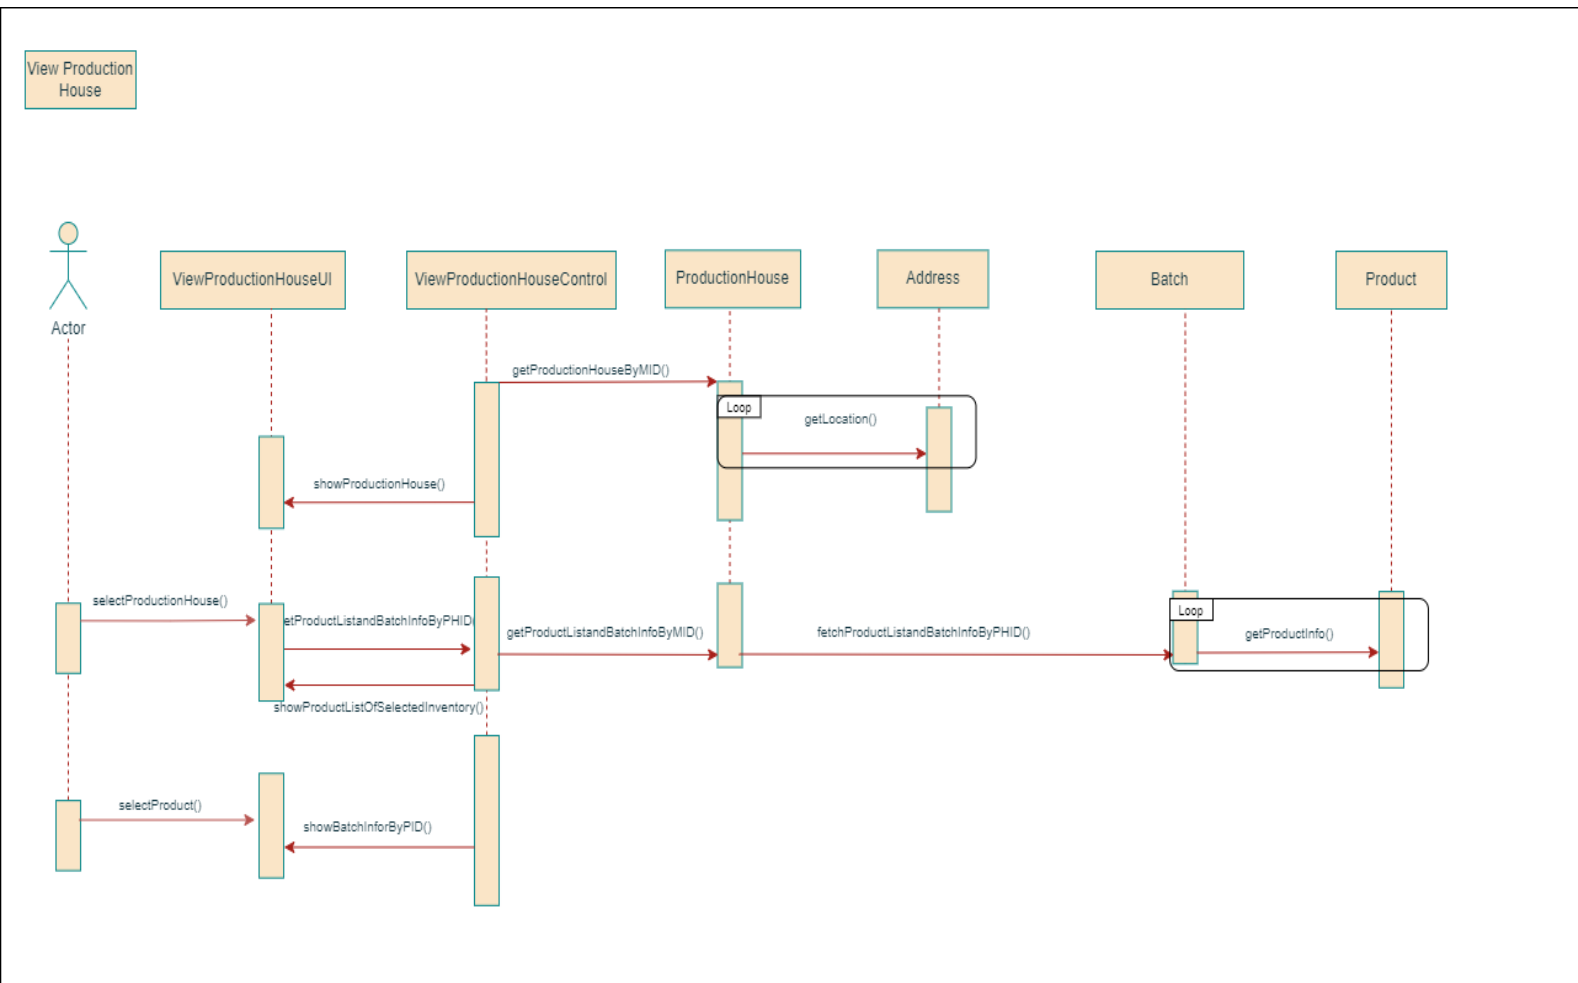 View Production
House
Actor
ViewProductionHouseUI
ViewProductionHouseControl
ProductionHouse
Address
Batch
Product
getProductionHouseByMID()
Loop
getLocation()
showProductionHouse()
selectProductionHouse()
etProductListandBatchInfoByPHID(
getProductListandBatchInfoByMID()
fetchProductListandBatchInfoByPHID()
Loop
getProductInfo()
showProductListOfSelectedInventory()
selectProduct()
showBatchInforByPID()